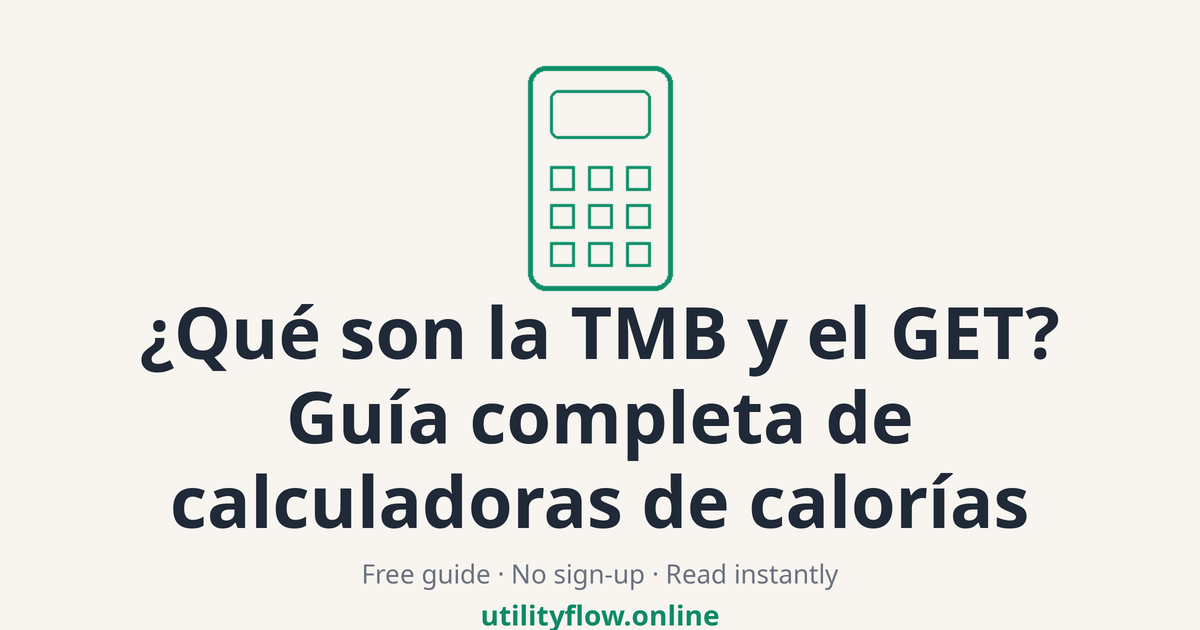 ¿Qué son la TMB y el GET?
Guía completa de
calculadoras de calorías
Free guide · No sign-up · Read instantly
utilityflow.online